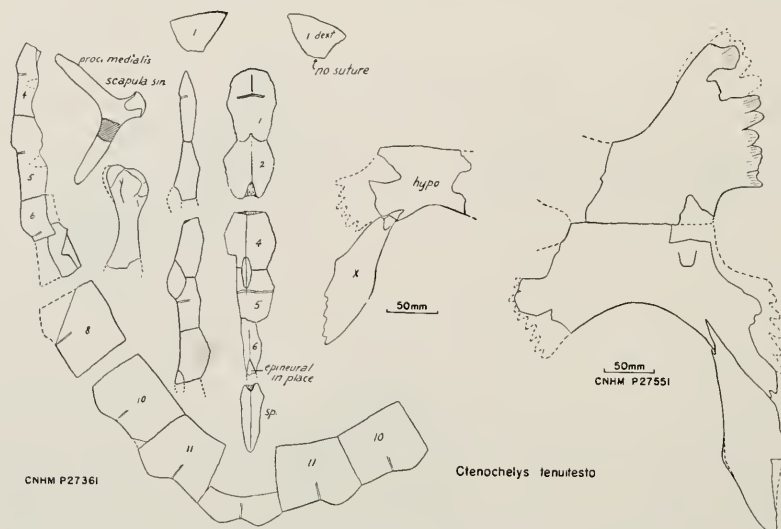 1
1 dext
no suture
proc. medialis
scapula sin.
4
5
6
1
2
hypo
4
5
6
epineural
in place
sp.
x
50mm
8
10
11
11
10
50mm
CNHM P27551
CNHM P27361
Ctenochelys tenuitesta